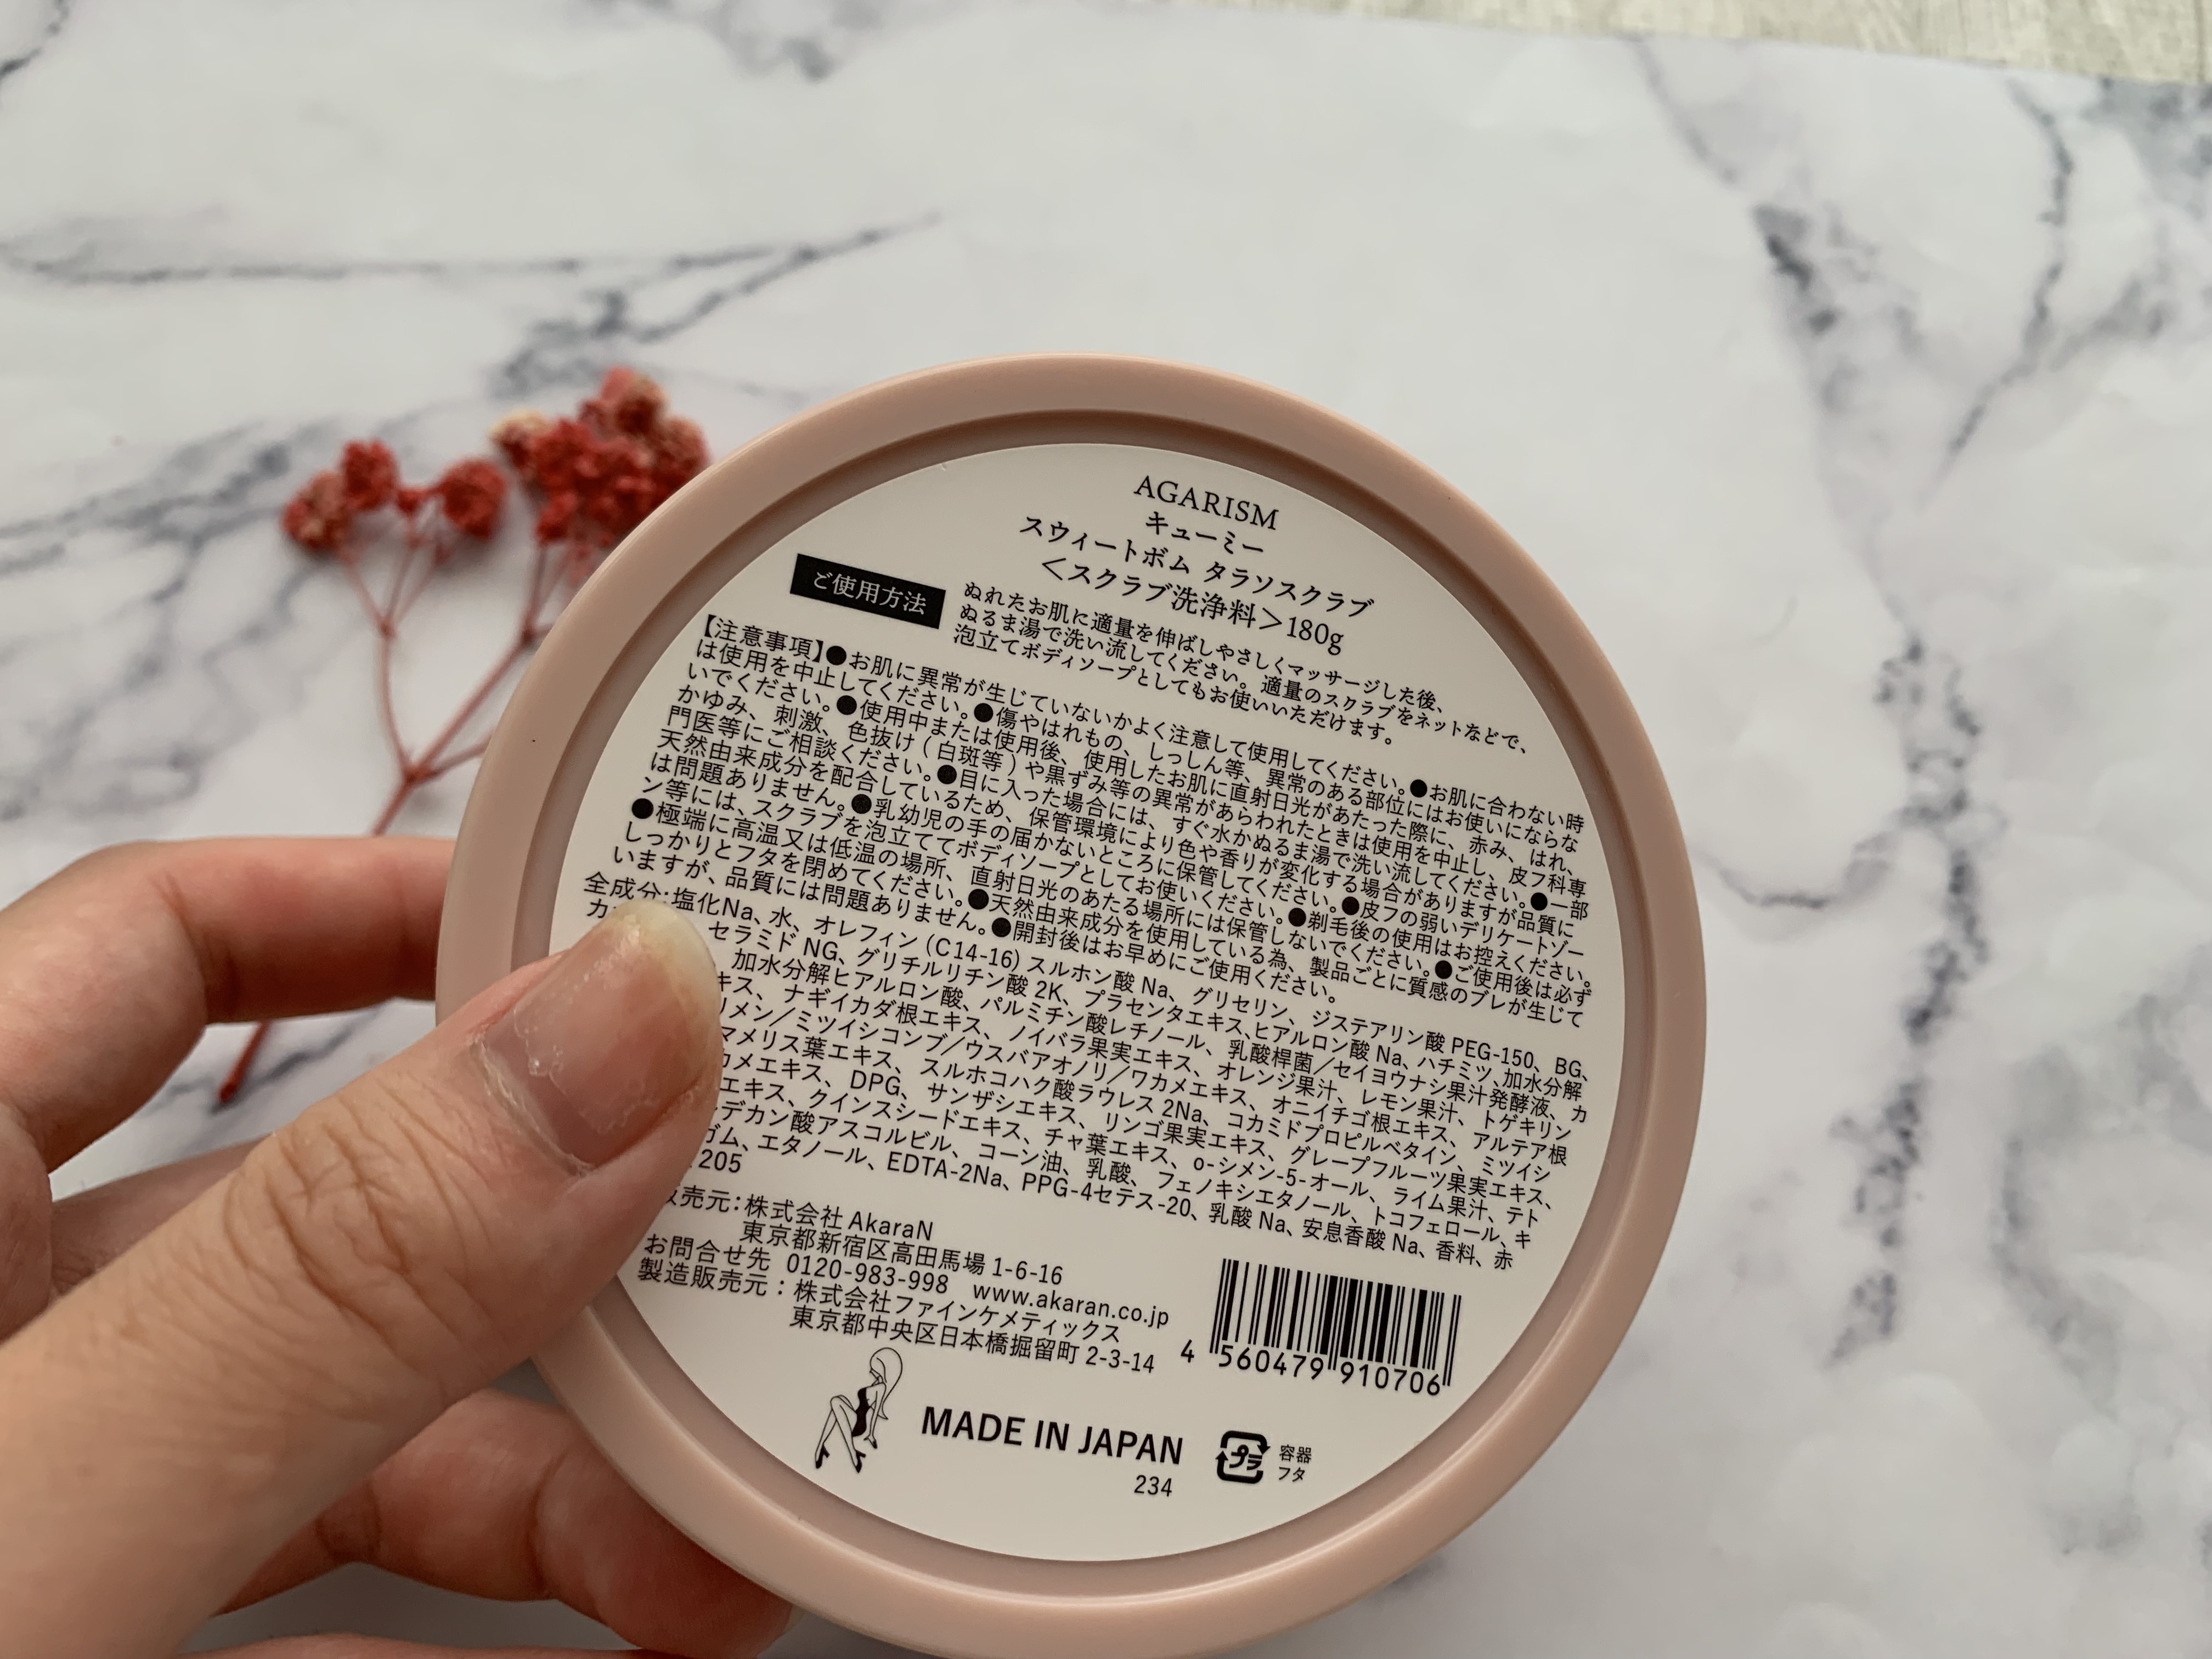 AGARISM
キューミー
スウィートボム タラソスクラブ
＜スクラブ洗浄料＞180g
ご使用方法
ぬれたお肌に適量を伸ばしやさしくマッサージした後、
ぬるま湯で洗い流してください。適量のスクラブをネットなどで、
泡立てボディソープとしてもお使いいただけます。
【注意事項】●お肌に異常が生じていないかよく注意して使用してください。●お肌に合わない時
は使用を中止してください。●傷やはれもの、しっしん等、異常のある部位にはお使いにならな
いでください。●使用中または使用後、使用したお肌に直射日光があたった際に、赤み、はれ、
かゆみ、刺激、色抜け(白斑等)や黒ずみ等の異常があらわれたときは使用を中止し、皮フ科専
門医等にご相談ください。●目に入った場合には、すぐ水かぬるま湯で洗い流してください。●一部
天然由来成分を配合しているため、保管環境により色や香りが変化する場合がありますが品質に
は問題ありません。●乳幼児の手の届かないところに保管してください。●皮フの弱いデリケートゾー
ン等には、スクラブを泡立ててボディソープとしてお使いください。●剃毛後の使用はお控えください。
●極端に高温又は低温の場所、直射日光のあたる場所には保管しないでください。●ご使用後は必ず
しっかりとフタを閉めてください。●天然由来成分を使用している為、製品ごとに質感のブレが生じて
いますが、品質には問題ありません。●開封後はお早めにご使用ください。
全成分:塩化Na、水、オレフィン(C14-16)スルホン酸Na、グリセリン、ジステアリン酸PEG-150、BG、
カ セラミドNG、グリチルリチン酸2K、プラセンタエキス、ヒアルロン酸Na、ハチミツ、加水分解
加水分解ヒアルロン酸、パルミチン酸レチノール、乳酸桿菌／セイヨウナシ果汁発酵液、カ
キス、ナギイカダ根エキス、ノイバラ果実エキス、オレンジ果汁、レモン果汁、トゲキリン
リメン／ミツイシコンブ／ウスバアオノリ／ワカメエキス、オニイチゴ根エキス、アルテア根
マメリス葉エキス、スルホコハク酸ラウレス2Na、コカミドプロピルベタイン、ミツイシ
カメエキス、DPG、サンザシエキス、リンゴ果実エキス、グレープフルーツ果実エキス、
エキス、クインスシードエキス、チャ葉エキス、o-シメン-5-オール、ライム果汁、テト
デカン酸アスコルビル、コーン油、乳酸、フェノキシエタノール、トコフェロール、キ
ガム、エタノール、EDTA-2Na、PPG-4セテス-20、乳酸Na、安息香酸Na、香料、赤
205
売元:株式会社AkaraN
東京都新宿区高田馬場1-6-16
お問合せ先 0120-983-998 www.akaran.co.jp
製造販売元:株式会社ファインケメティックス
東京都中央区日本橋堀留町2-3-14
4 560479 910706
MADE IN JAPAN
プラ
容器
フタ
234